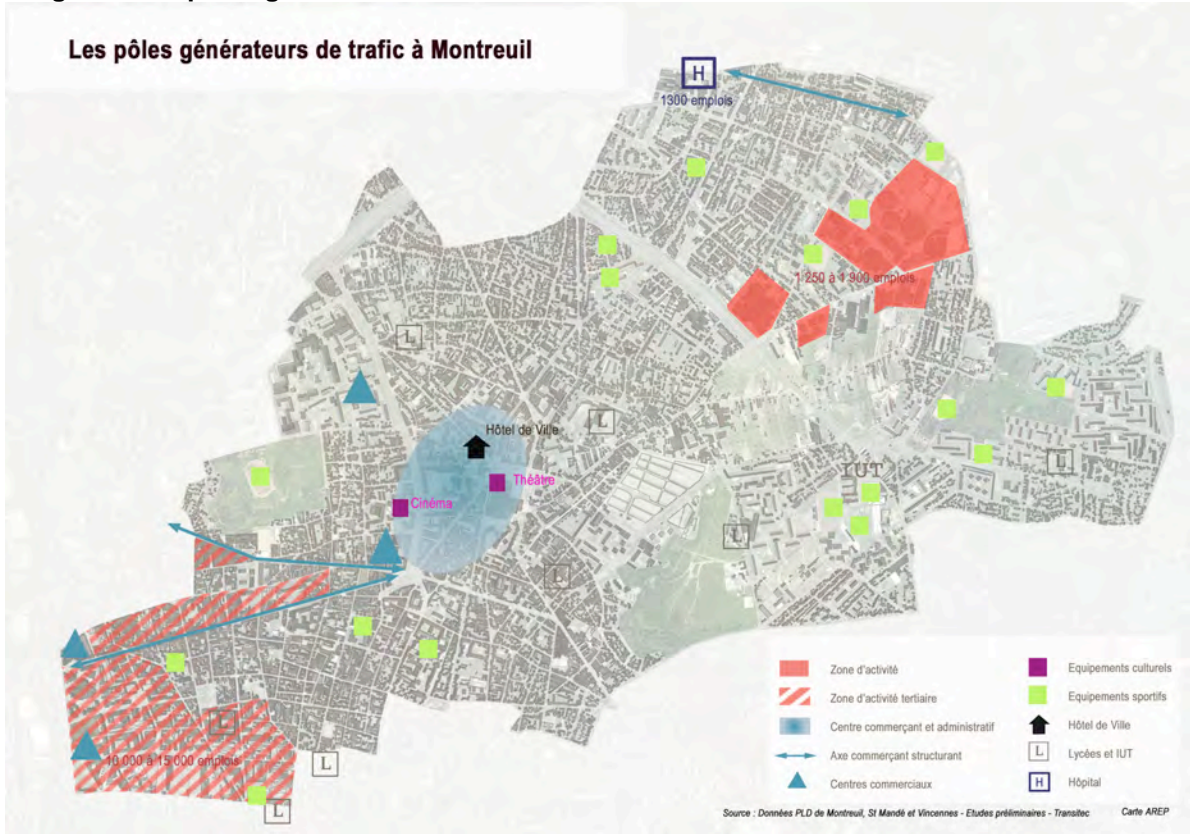 Les pôles générateurs de trafic à Montreuil
H
1300 emplois
1 250 à 1 900 emplois
L
Hôtel de Ville
L
Théâtre
Cinéma
IUT
L
L
L
10 000 à 15 000 emplois
L
L
L
Zone d'activité
Zone d'activité tertiaire
Centre commerçant et administratif
Axe commerçant structurant
Centres commerciaux
Equipements culturels
Equipements sportifs
Hôtel de Ville
L Lycées et IUT
H Hôpital
Source : Données PLD de Montreuil, St Mandé et Vincennes - Etudes préliminaires - Transitec
Carte AREP